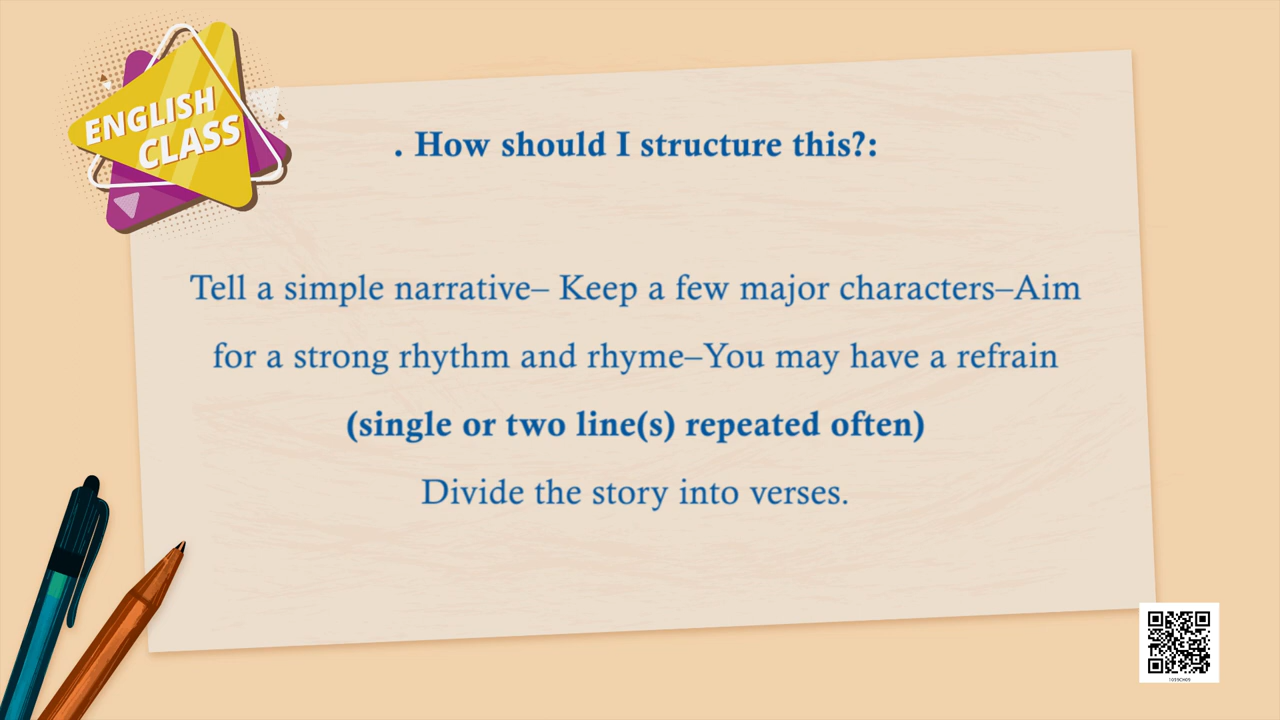 ENGLISH
CLASS
. How should I structure this?:
Tell a simple narrative– Keep a few major characters–Aim
for a strong rhythm and rhyme–You may have a refrain
(single or two line(s) repeated often)
Divide the story into verses.